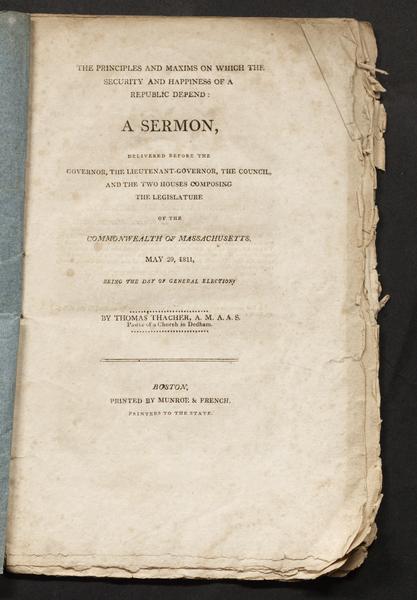 THE PRINCIPLES AND MAXIMS ON WHICH THE
SECURITY AND HAPPINESS OF A
REPUBLIC DEPEND:
A SERMON,
DELIVERED BEFORE THE
GOVERNOR, THE LIEUTENANT-GOVERNOR, THE COUNCIL,
AND THE TWO HOUSES COMPOSING
THE LEGISLATURE
OF THE
COMMONWEALTH OF MASSACHUSETTS,
MAY 29, 1811,
BEING THE DAY OF GENERAL ELECTION.
BY THOMAS THACHER, A. M. A. A. S.
Pastor of a Church in Dedham.
BOSTON,
PRINTED BY MUNROE & FRENCH,
PRINTERS TO THE STATE.